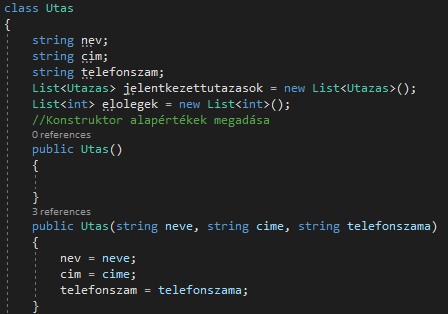 class Utas
{
string nev;
string cim;
string telefonszam;
List<Utazas> jelentkezettutazasok = new List<Utazas>();
List<int> elolegek = new List<int>();
//Konstruktor alapértékek megadása
0 references
public Utas()
{
}
3 references
public Utas(string neve, string cime, string telefonszama)
{
nev = neve;
cim = cime;
telefonszam = telefonszama;
}